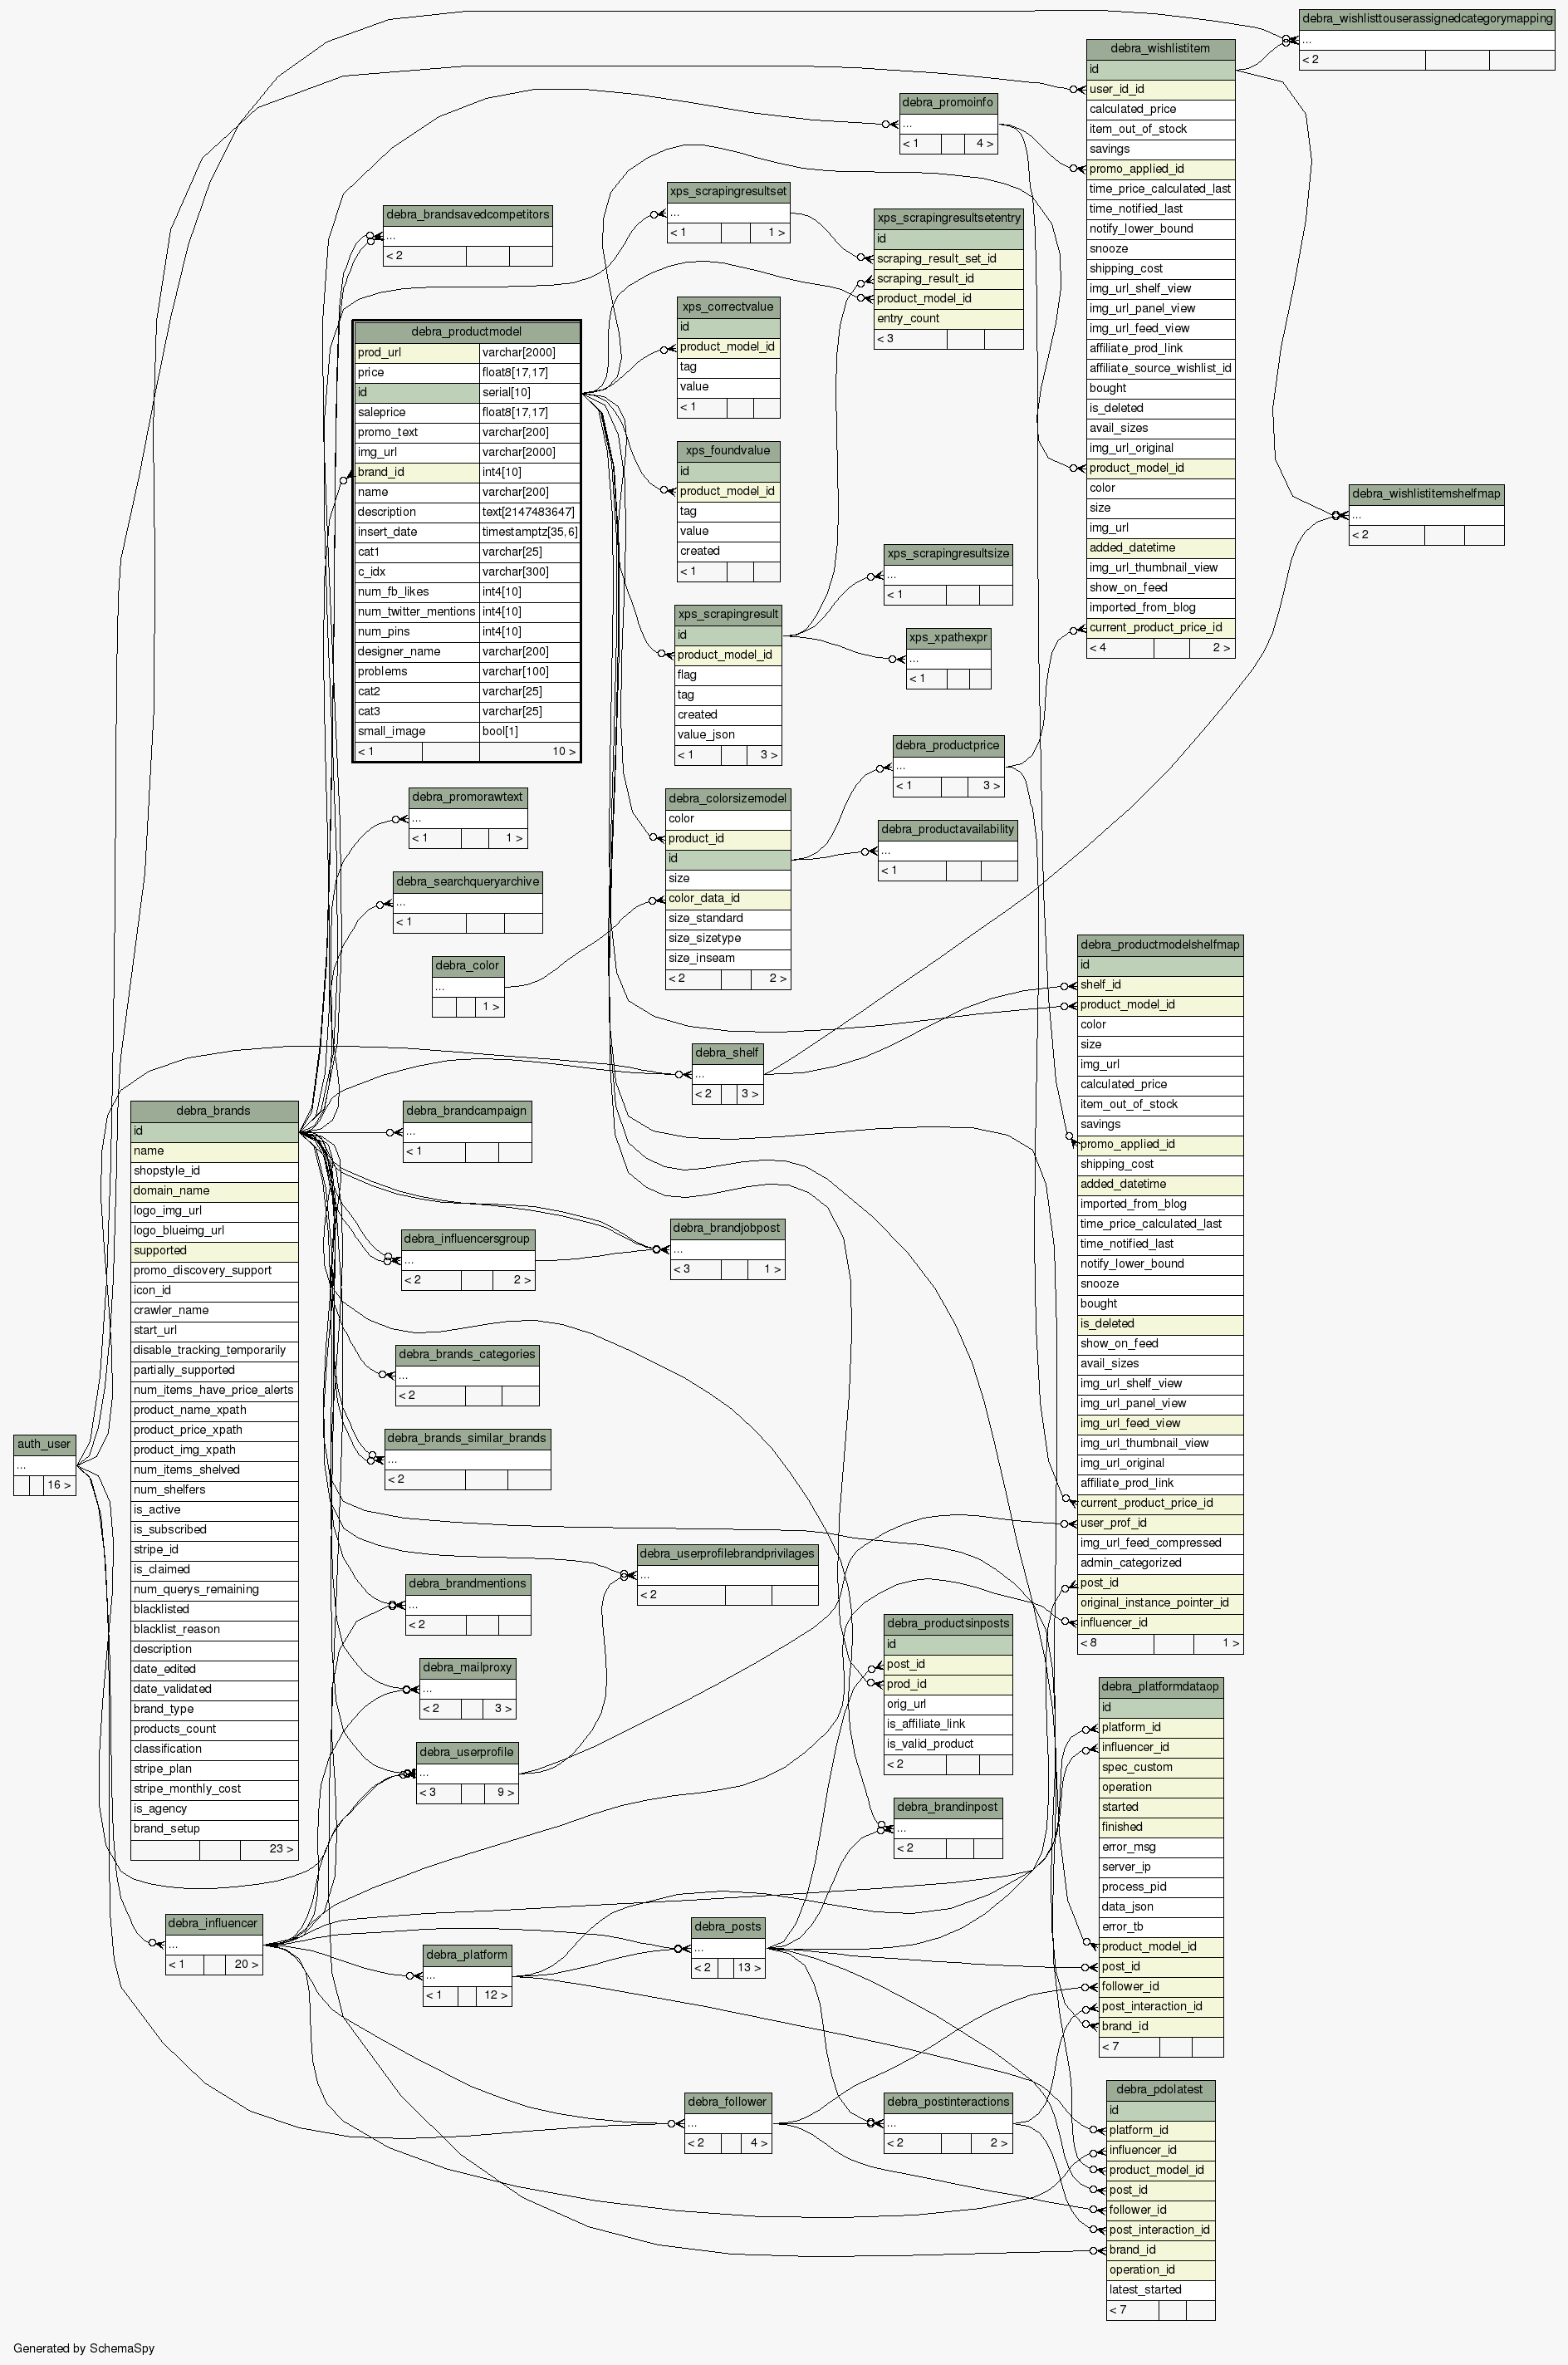 debra_wishlisttouserassignedcategorymapping
...
< 2
debra_wishlistitem
id
user_id_id
calculated_price
item_out_of_stock
savings
promo_applied_id
time_price_calculated_last
time_notified_last
notify_lower_bound
snooze
shipping_cost
img_url_shelf_view
img_url_panel_view
img_url_feed_view
affiliate_prod_link
affiliate_source_wishlist_id
bought
is_deleted
avail_sizes
img_url_original
product_model_id
color
size
img_url
added_datetime
img_url_thumbnail_view
show_on_feed
imported_from_blog
current_product_price_id
< 4 2 >
debra_promoinfo
...
< 1 4 >
xps_scrapingresultset
...
< 1 1 >
debra_brandsavedcompetitors
...
< 2
xps_scrapingresultsetentry
id
scraping_result_set_id
scraping_result_id
product_model_id
entry_count
< 3
xps_correctvalue
id
product_model_id
tag
value
< 1
debra_productmodel
prod_url varchar[2000]
price float8[17,17]
id serial[10]
saleprice float8[17,17]
promo_text varchar[200]
img_url varchar[2000]
brand_id int4[10]
name varchar[200]
description text[2147483647]
insert_date timestamptz[35,6]
cat1 varchar[25]
c_idx varchar[300]
num_fb_likes int4[10]
num_twitter_mentions int4[10]
num_pins int4[10]
designer_name varchar[200]
problems varchar[100]
cat2 varchar[25]
cat3 varchar[25]
small_image bool[1]
< 1 10 >
xps_foundvalue
id
product_model_id
tag
value
created
< 1
debra_wishlistitemshelfmap
...
< 2
xps_scrapingresultsize
...
< 1
xps_scrapingresult
id
product_model_id
flag
tag
created
value_json
< 1 3 >
xps_xpathexpr
...
< 1
debra_productprice
...
< 1 3 >
debra_promorawtext
...
< 1 1 >
debra_colorsizemodel
color
product_id
id
size
color_data_id
size_standard
size_sizetype
size_inseam
< 2 2 >
debra_productavailability
...
< 1
debra_searchqueryarchive
...
< 1
debra_color
...
1 >
debra_productmodelshelfmap
id
shelf_id
product_model_id
color
size
img_url
calculated_price
item_out_of_stock
savings
promo_applied_id
shipping_cost
added_datetime
imported_from_blog
time_price_calculated_last
time_notified_last
notify_lower_bound
snooze
bought
is_deleted
show_on_feed
avail_sizes
img_url_shelf_view
img_url_panel_view
img_url_feed_view
img_url_thumbnail_view
img_url_original
affiliate_prod_link
current_product_price_id
user_prof_id
img_url_feed_compressed
admin_categorized
post_id
original_instance_pointer_id
influencer_id
< 8 1 >
debra_shelf
...
< 2 3 >
debra_brands
id
name
shopstyle_id
domain_name
logo_img_url
logo_blueimg_url
supported
promo_discovery_support
icon_id
crawler_name
start_url
disable_tracking_temporarily
partially_supported
num_items_have_price_alerts
product_name_xpath
product_price_xpath
product_img_xpath
num_items_shelved
num_shelfers
is_active
is_subscribed
stripe_id
is_claimed
num_querys_remaining
blacklisted
blacklist_reason
description
date_edited
date_validated
brand_type
products_count
classification
stripe_plan
stripe_monthly_cost
is_agency
brand_setup
23 >
debra_brandcampaign
...
< 1
debra_brandjobpost
...
< 3 1 >
debra_influencersgroup
...
< 2 2 >
debra_brands_categories
...
< 2
debra_brands_similar_brands
...
< 2
auth_user
...
16 >
debra_userprofilebrandprivilages
...
< 2
debra_brandmentions
...
< 2
debra_productsinposts
id
post_id
prod_id
orig_url
is_affiliate_link
is_valid_product
< 2
debra_mailproxy
...
< 2 3 >
debra_platformdataop
id
platform_id
influencer_id
spec_custom
operation
started
finished
error_msg
server_ip
process_pid
data_json
error_tb
product_model_id
post_id
follower_id
post_interaction_id
brand_id
< 7
debra_userprofile
...
< 3 9 >
debra_brandinpost
...
< 2
debra_influencer
...
< 1 20 >
debra_posts
...
< 2 13 >
debra_platform
...
< 1 12 >
debra_follower
...
< 2 4 >
debra_postinteractions
...
< 2 2 >
debra_pdolatest
id
platform_id
influencer_id
product_model_id
post_id
follower_id
post_interaction_id
brand_id
operation_id
latest_started
< 7
Generated by SchemaSpy